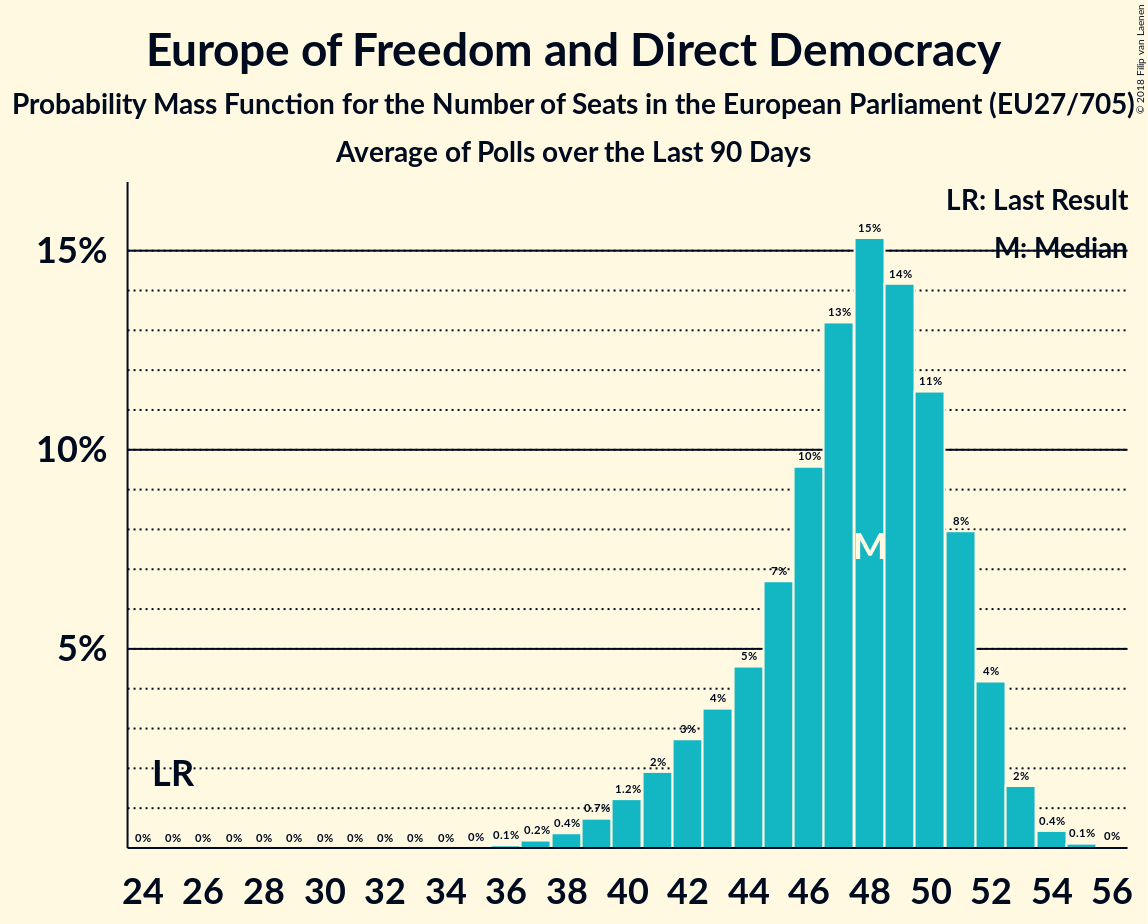 Europe of Freedom and Direct Democracy
Probability Mass Function for the Number of Seats in the European Parliament (EU27/705)
Average of Polls over the Last 90 Days
© 2018 Filip van Laenen
LR: Last Result
M: Median
15%
10%
5%
LR
M
0% 0% 0% 0% 0% 0% 0% 0% 0% 0% 0% 0% 0.1% 0.2% 0.4% 0.7% 1.2% 2% 3% 4% 5% 7% 10% 13% 15% 14% 11% 8% 4% 2% 0.4% 0.1% 0%
24 26 28 30 32 34 36 38 40 42 44 46 48 50 52 54 56